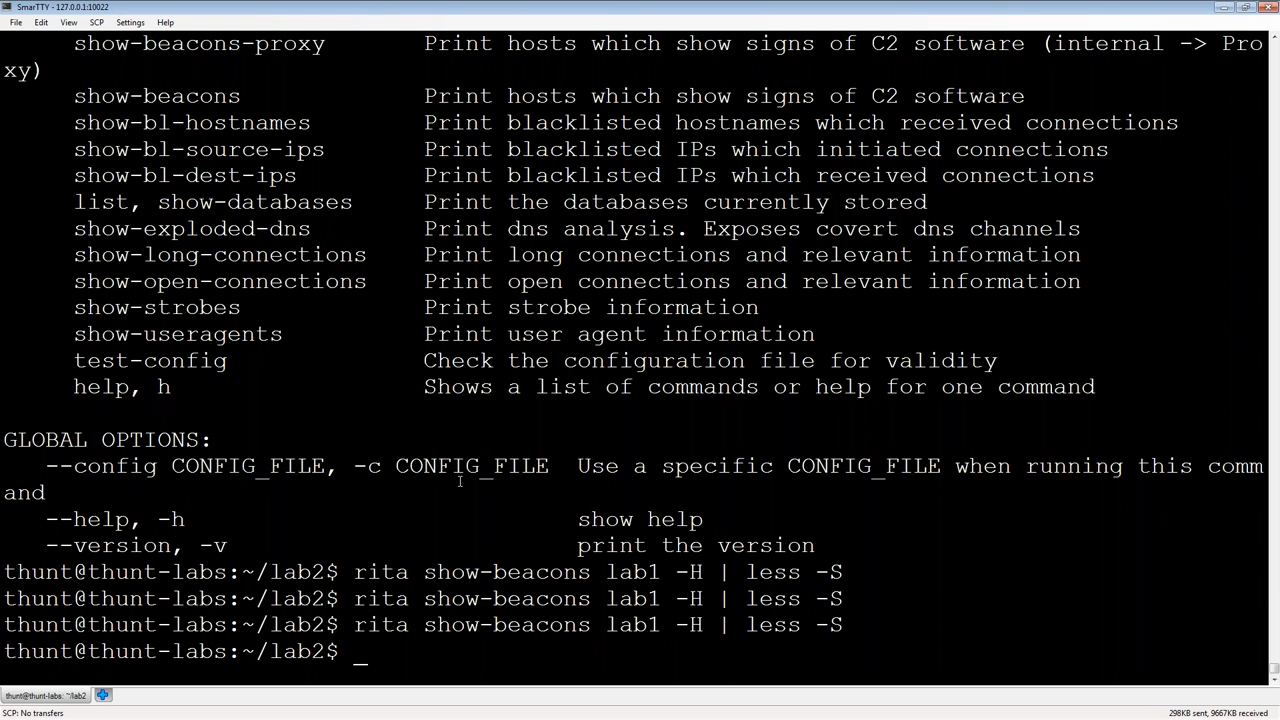 SmarTTY - 127.0.0.1:10022
File Edit View SCP Settings Help
show-beacons-proxy Print hosts which show signs of C2 software (internal -> Pro
xy)
show-beacons Print hosts which show signs of C2 software
show-bl-hostnames Print blacklisted hostnames which received connections
show-bl-source-ips Print blacklisted IPs which initiated connections
show-bl-dest-ips Print blacklisted IPs which received connections
list, show-databases Print the databases currently stored
show-exploded-dns Print dns analysis. Exposes covert dns channels
show-long-connections Print long connections and relevant information
show-open-connections Print open connections and relevant information
show-strobes Print strobe information
show-useragents Print user agent information
test-config Check the configuration file for validity
help, h Shows a list of commands or help for one command
GLOBAL OPTIONS:
--config CONFIG_FILE, -c CONFIG_FILE Use a specific CONFIG_FILE when running this comm
and
--help, -h show help
--version, -v print the version
thunt@thunt-labs:~/lab2$ rita show-beacons lab1 -H | less -S
thunt@thunt-labs:~/lab2$ rita show-beacons lab1 -H | less -S
thunt@thunt-labs:~/lab2$ rita show-beacons lab1 -H | less -S
thunt@thunt-labs:~/lab2$ _
thunt@thunt-labs: ~/lab2
SCP: No transfers 298KB sent, 9667KB received